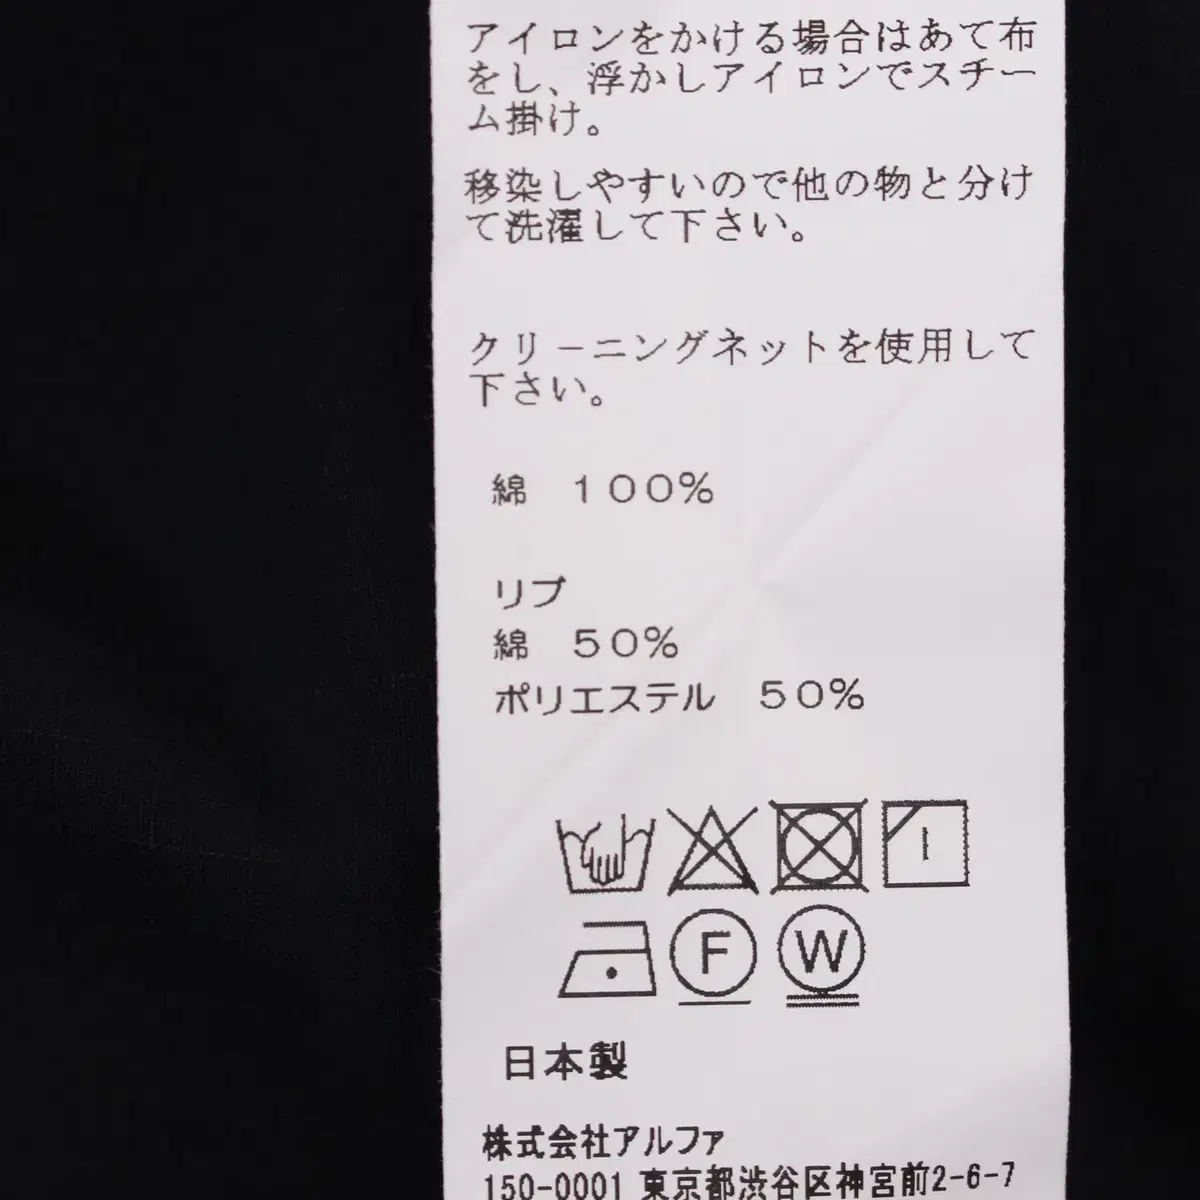 アイロンをかける場合はあて布
をし、浮かしアイロンでスチー
ム掛け。
移染しやすいので他の物と分け
て洗濯して下さい。
クリーニングネットを使用して
下さい。
綿　１００％
リブ
綿　５０％
ポリエステル　５０％
F W
日本製
株式会社アルファ
150-0001 東京都渋谷区神宮前2-6-7